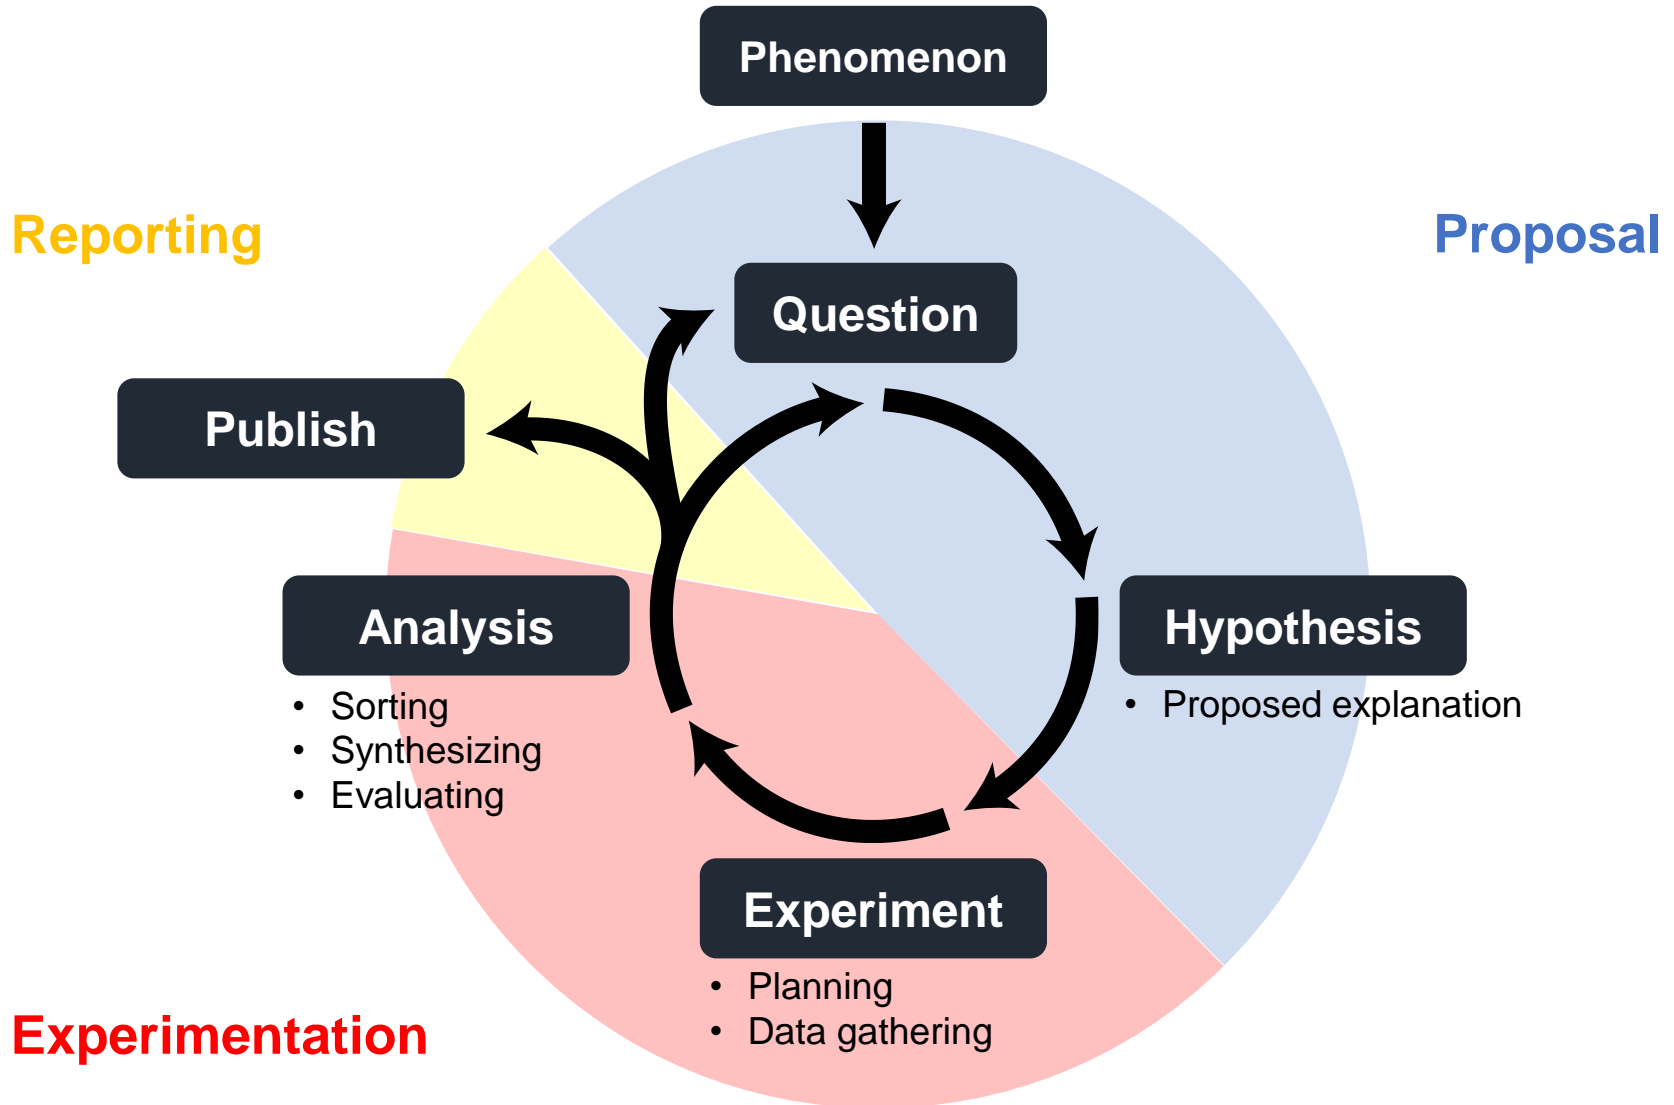 Phenomenon
Reporting
Proposal
Question
Publish
Analysis
• Sorting
• Synthesizing
• Evaluating
Hypothesis
• Proposed explanation
Experiment
• Planning
• Data gathering
Experimentation